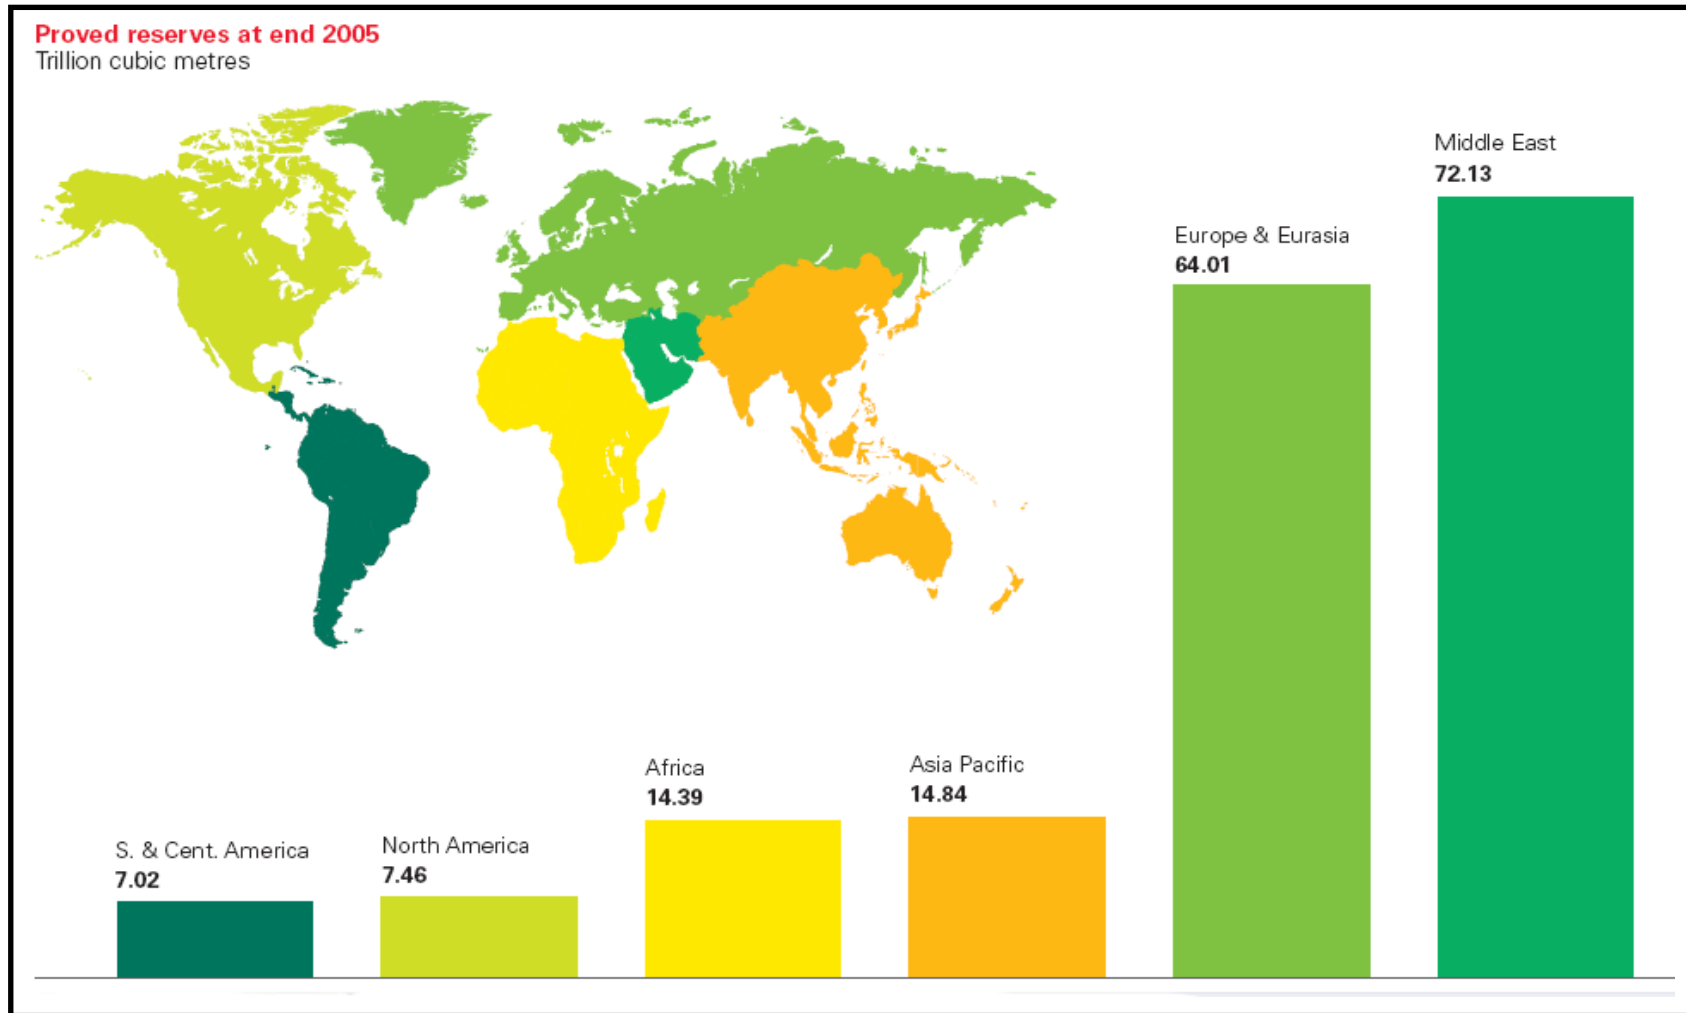 Proved reserves at end 2005
Trillion cubic metres
Middle East
72.13
Europe & Eurasia
64.01
Africa
14.39
Asia Pacific
14.84
S. & Cent. America
7.02
North America
7.46